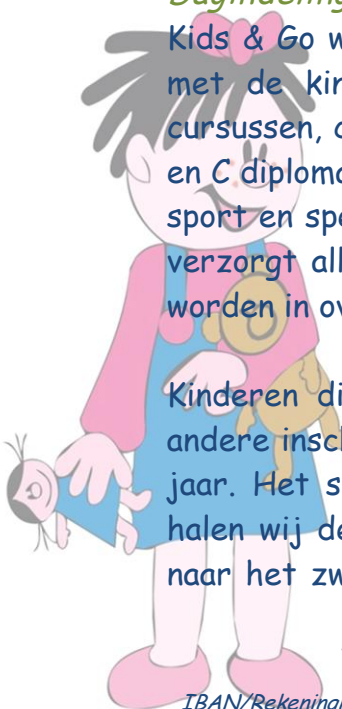 Kids & Go w
met de kin
cursussen,
en C diploma
sport en spe
verzorgt all
worden in ov
Kinderen di
andere insch
jaar. Het s
halen wij de
naar het zw
IBAN/Rekening